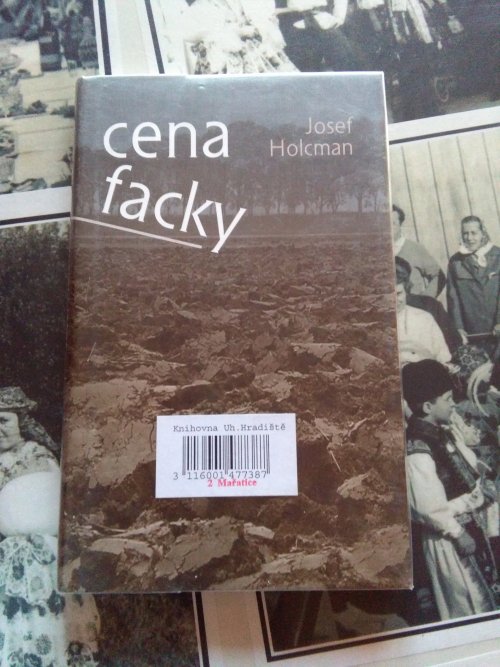 cena
facky
Josef
Holcman
Knihovna Uh.Hradiště
3 116001 477387
2 Mařatice